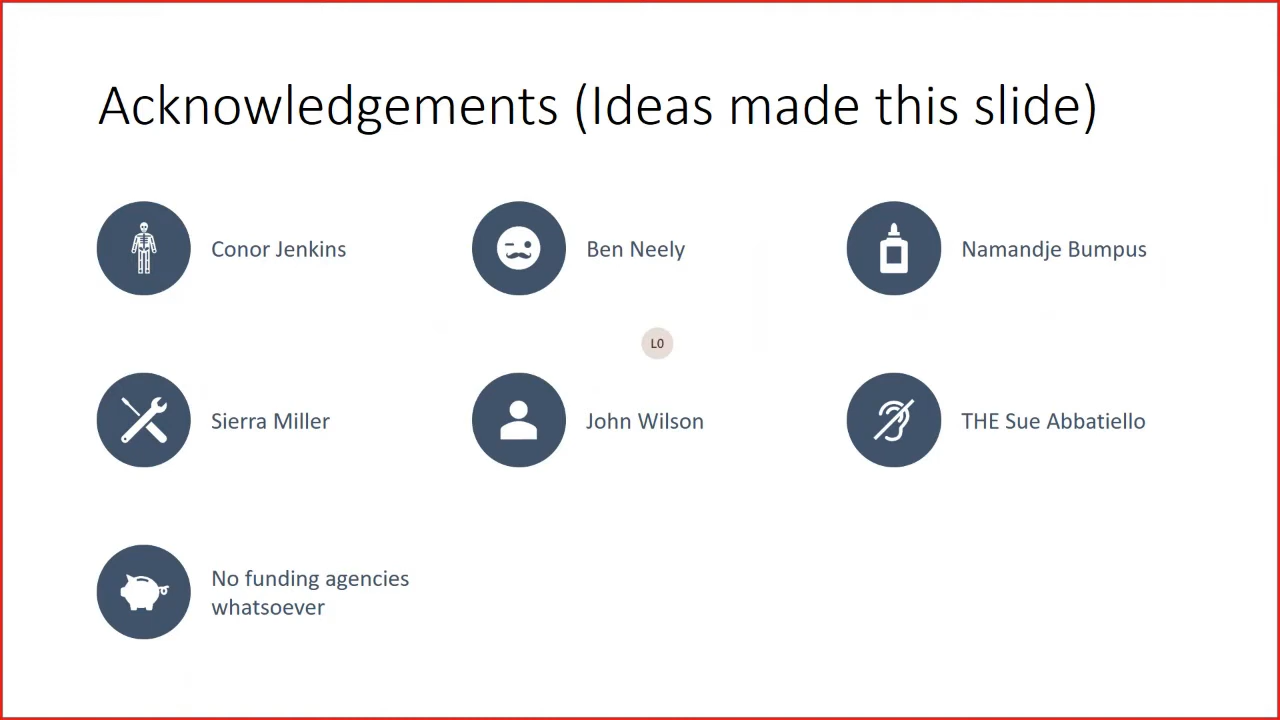 Acknowledgements (Ideas made this slide)
Conor Jenkins
Ben Neely
Namandje Bumpus
L0
Sierra Miller
John Wilson
THE Sue Abbatiello
No funding agencies
whatsoever